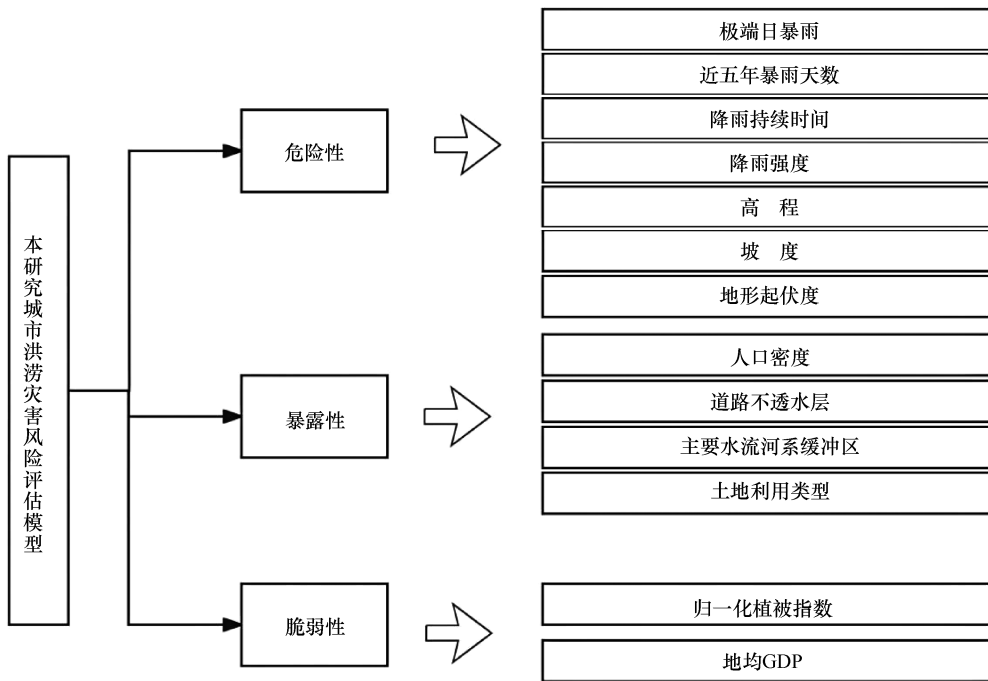 本研究城市洪涝灾害风险评估模型
危险性
极端日暴雨
近五年暴雨天数
降雨持续时间
降雨强度
高 程
坡 度
地形起伏度
暴露性
人口密度
道路不透水层
主要水流河系缓冲区
土地利用类型
脆弱性
归一化植被指数
地均GDP